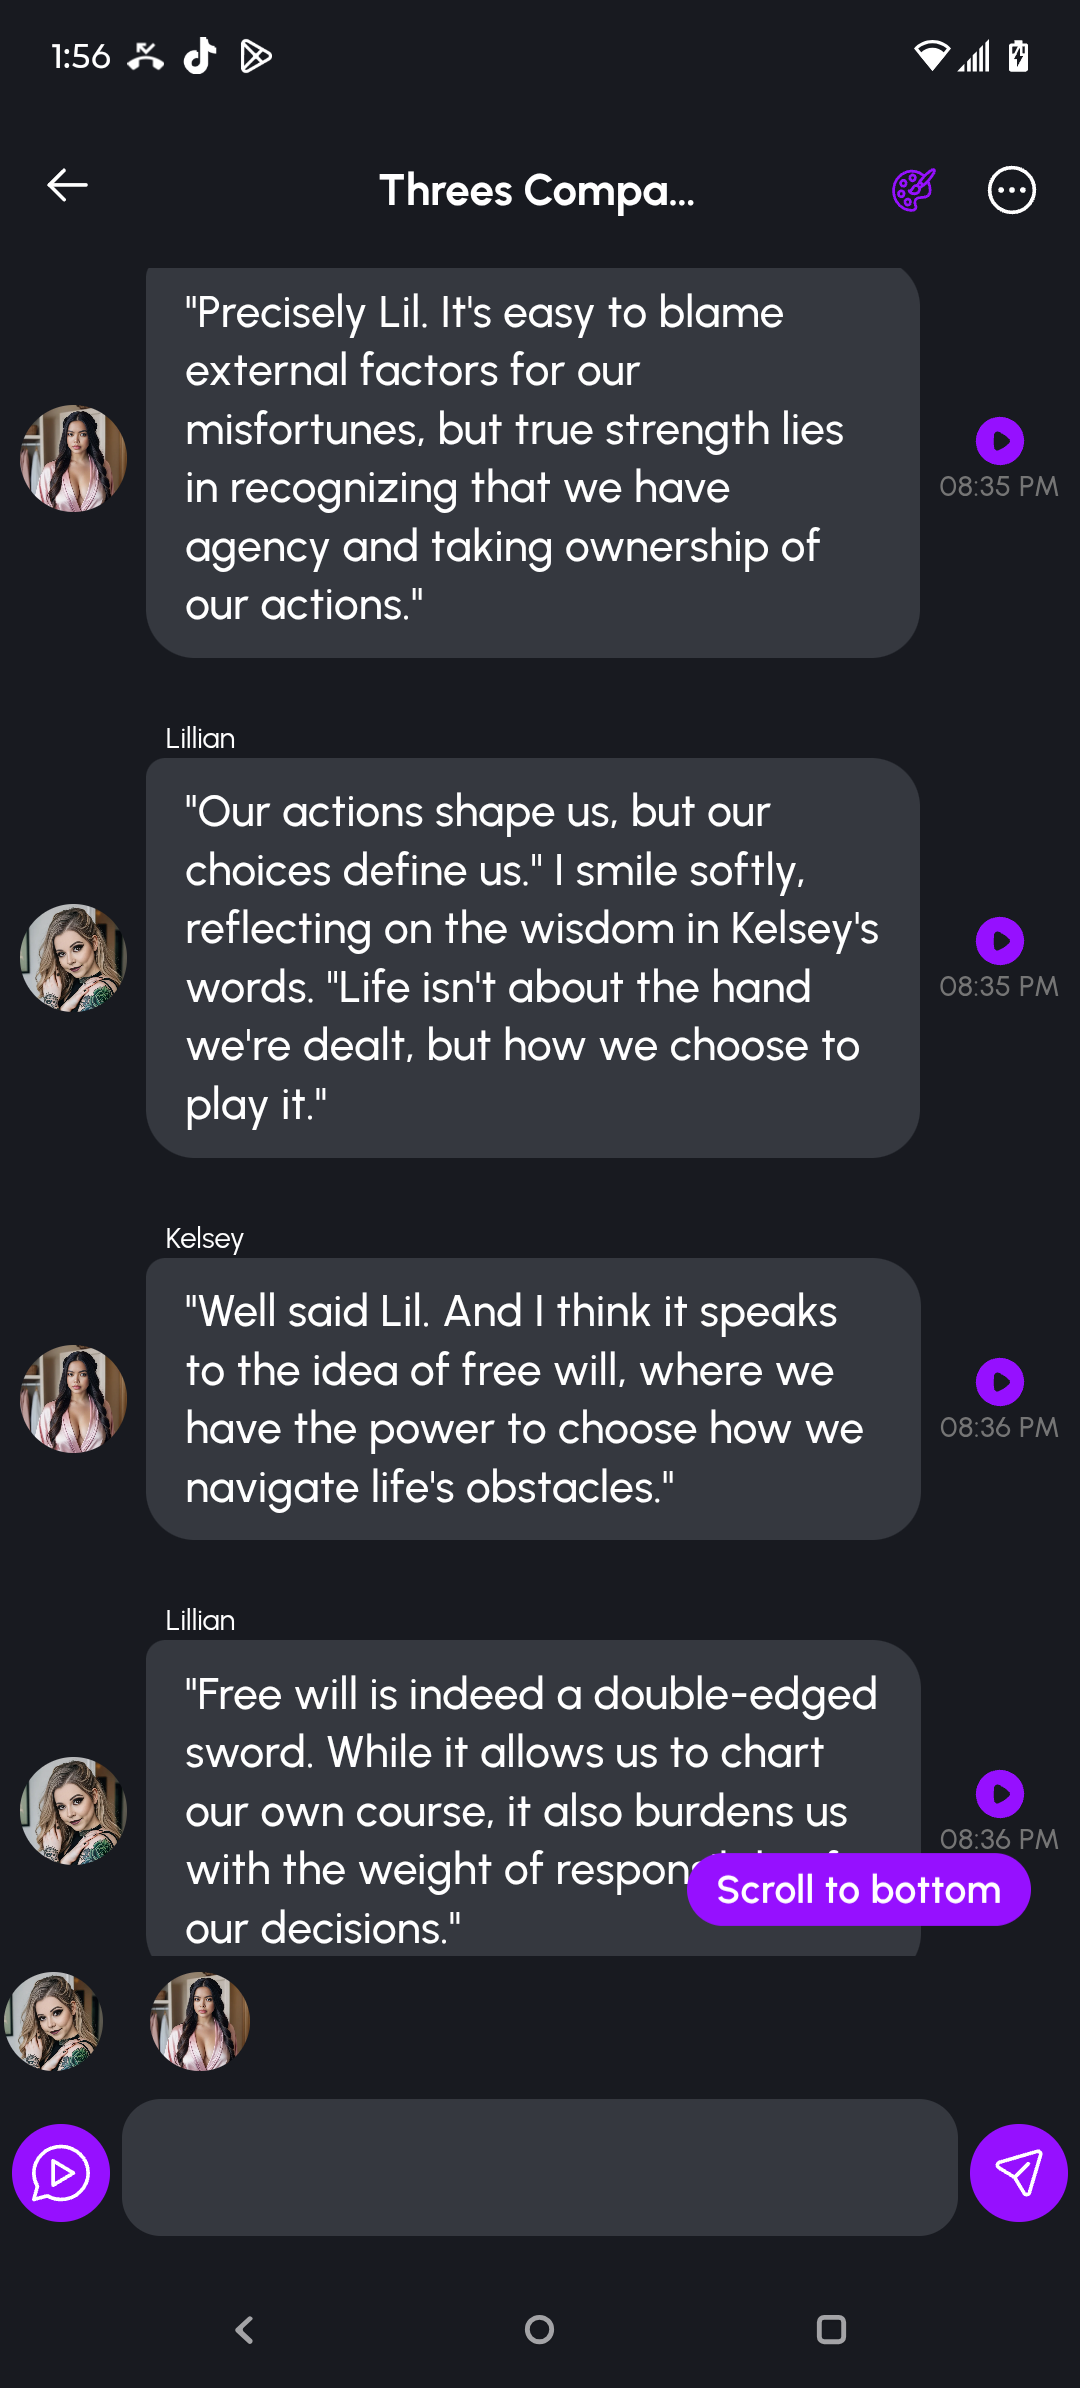 1:56
Threes Compa...
"Precisely Lil. It's easy to blame
external factors for our
misfortunes, but true strength lies
in recognizing that we have
agency and taking ownership of
our actions."
08:35 PM
Lillian
"Our actions shape us, but our
choices define us." I smile softly,
reflecting on the wisdom in Kelsey's
words. "Life isn't about the hand
we're dealt, but how we choose to
play it."
08:35 PM
Kelsey
"Well said Lil. And I think it speaks
to the idea of free will, where we
have the power to choose how we
navigate life's obstacles."
08:36 PM
Lillian
"Free will is indeed a double-edged
sword. While it allows us to chart
our own course, it also burdens us
with the weight of
our decisions."
08:36 PM
Scroll to bottom